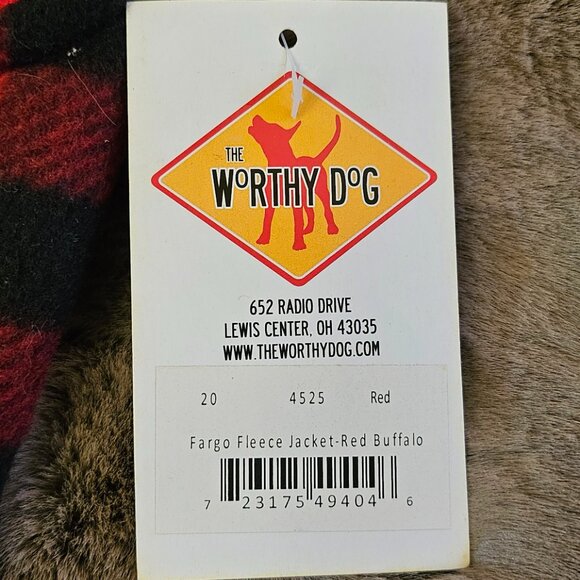 THE
WORTHY DOG
652 RADIO DRIVE
LEWIS CENTER, OH 43035
WWW.THEWORTHYDOG.COM
20 4525 Red
Fargo Fleece Jacket-Red Buffalo
7 23175 49404 6